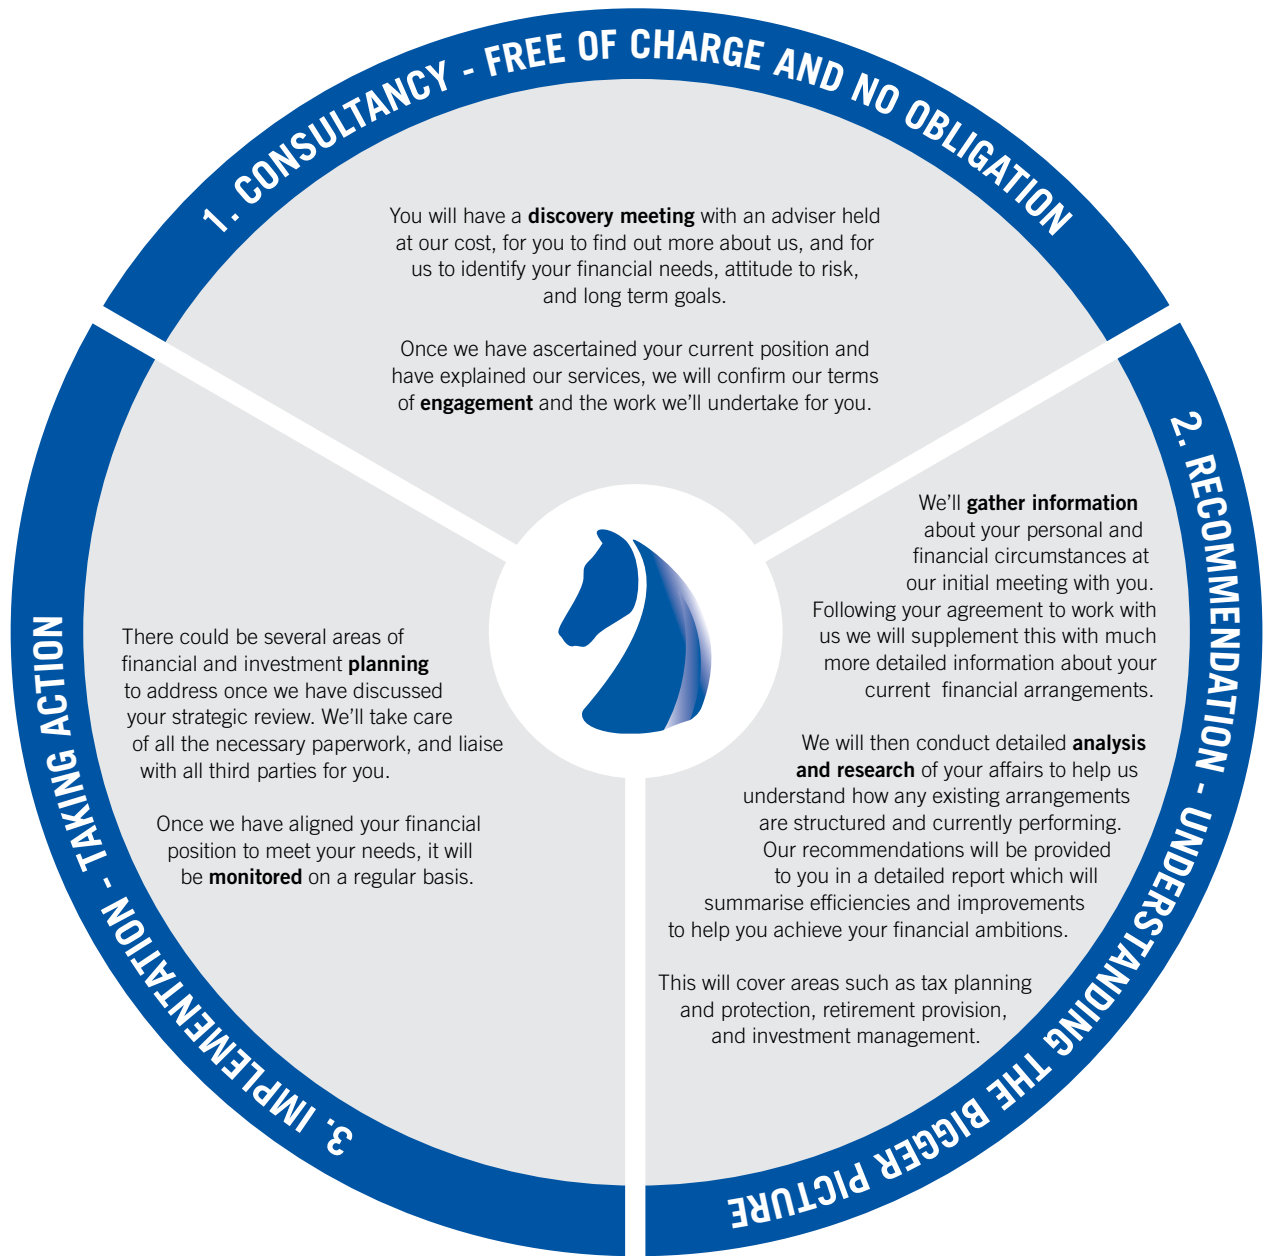 1. CONSULTANCY - FREE OF CHARGE AND NO OBLIGATION
You will have a discovery meeting with an adviser held
at our cost, for you to find out more about us, and for
us to identify your financial needs, attitude to risk,
and long term goals.
Once we have ascertained your current position and
have explained our services, we will confirm our terms
of engagement and the work we'll undertake for you.
2. RECOMMENDATION - UNDERSTANDING THE BIGGER PICTURE
We'll gather information
about your personal and
financial circumstances at
our initial meeting with you.
Following your agreement to work with
us we will supplement this with much
more detailed information about your
current financial arrangements.
We will then conduct detailed analysis
and research of your affairs to help us
understand how any existing arrangements
are structured and currently performing.
Our recommendations will be provided
to you in a detailed report which will
summarise efficiencies and improvements
to help you achieve your financial ambitions.
This will cover areas such as tax planning
and protection, retirement provision,
and investment management.
3. IMPLEMENTATION - TAKING ACTION
There could be several areas of
financial and investment planning
to address once we have discussed
your strategic review. We'll take care
of all the necessary paperwork, and liaise
with all third parties for you.
Once we have aligned your financial
position to meet your needs, it will
be monitored on a regular basis.